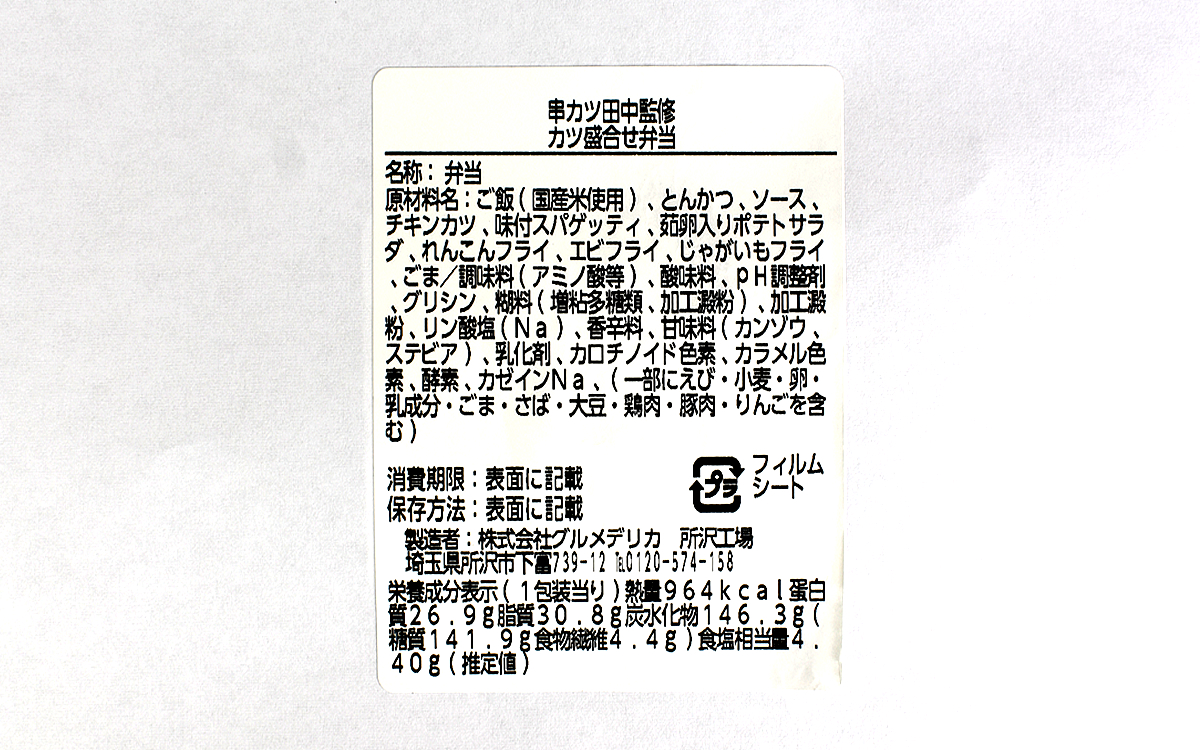 串カツ田中監修
カツ盛合せ弁当
名称：弁当
原材料名：ご飯（国産米使用）、とんかつ、ソース、
チキンカツ、味付スパゲッティ、茹卵入りポテトサラ
ダ、れんこんフライ、エビフライ、じゃがいもフライ
、ごま／調味料（アミノ酸等）、酸味料、ｐＨ調整剤
、グリシン、糊料（増粘多糖類、加工澱粉）、加工澱
粉、リン酸塩（Ｎａ）、香辛料、甘味料（カンゾウ、
ステビア）、乳化剤、カロチノイド色素、カラメル色
素、酵素、カゼインNａ、（一部にえび・小麦・卵・
乳成分・ごま・さば・大豆・鶏肉・豚肉・りんごを含
む）
消費期限：表面に記載
保存方法：表面に記載
プラ
フィルム
シート
製造者：株式会社グルメデリカ　所沢工場
埼玉県所沢市下富739-12 ℡0120-574-158
栄養成分表示（１包装当り）熱量９６４ｋｃａｌ蛋白
質２６．９ｇ脂質３０．８ｇ炭水化物１４６．３ｇ（
糖質１４１．９ｇ食物繊維４．４ｇ）食塩相当量４．
４０ｇ（推定値）